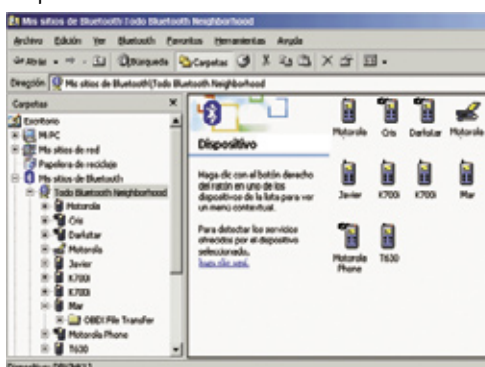 Mis sitios de Bluetooth\Todo Bluetooth Neighborhood
Archivo Edición Ver Bluetooth Favoritos Herramientas Ayuda
Atrás Búsqueda Carpetas
Dirección Mis sitios de Bluetooth\Todo Bluetooth Neighborhood
Carpetas
Escritorio
Mi PC
Mis sitios de red
Papelera de reciclaje
Mis sitios de Bluetooth
Todo Bluetooth Neighborhood
Motorola
Cris
Darkstar
Motorola
Javier
K700i
K700i
Mar
OBEX File Transfer
Motorola Phone
T630
Dispositivo
Haga clic con el botón derecho
del ratón en uno de los
dispositivos de la lista para ver
un menú contextual.
Para detectar los servicios
ofrecidos por el dispositivo
seleccionado,
haga clic aquí.
Motorola Cris Darkstar Motorola
Javier K700i K700i Mar
Motorola T630
Phone